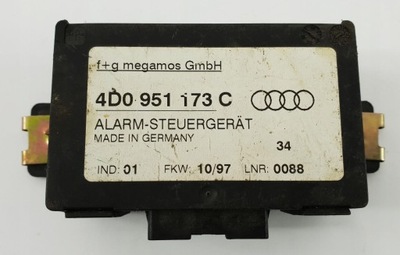 f+g megamos GmbH
4D0 951 173 C
ALARM-STEUERGERÄT
MADE IN GERMANY
34
IND: 01 FKW: 10/97 LNR: 0088